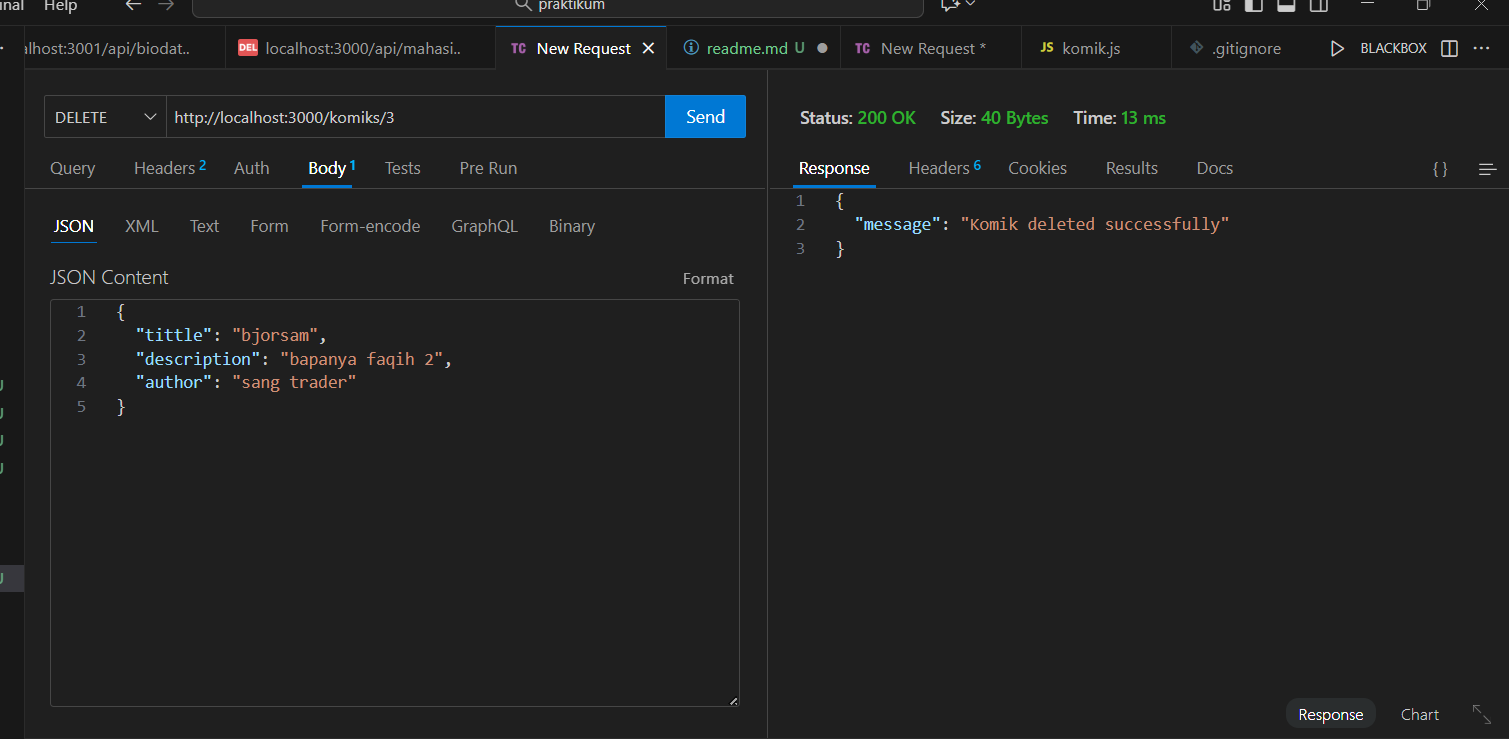 nal Help praktikum
lhost:3001/api/biodat.. DEL localhost:3000/api/mahasi.. TC New Request readme.md U TC New Request * JS komik.js .gitignore BLACKBOX
DELETE http://localhost:3000/komiks/3 Send
Status: 200 OK Size: 40 Bytes Time: 13 ms
Query Headers 2 Auth Body 1 Tests Pre Run
Response Headers 6 Cookies Results Docs { }
JSON XML Text Form Form-encode GraphQL Binary
JSON Content Format
1 {
2 "tittle": "bjorsam",
3 "description": "bapanya faqih 2",
4 "author": "sang trader"
5 }
1 {
2 "message": "Komik deleted successfully"
3 }
U
U
U
U
U
Response Chart